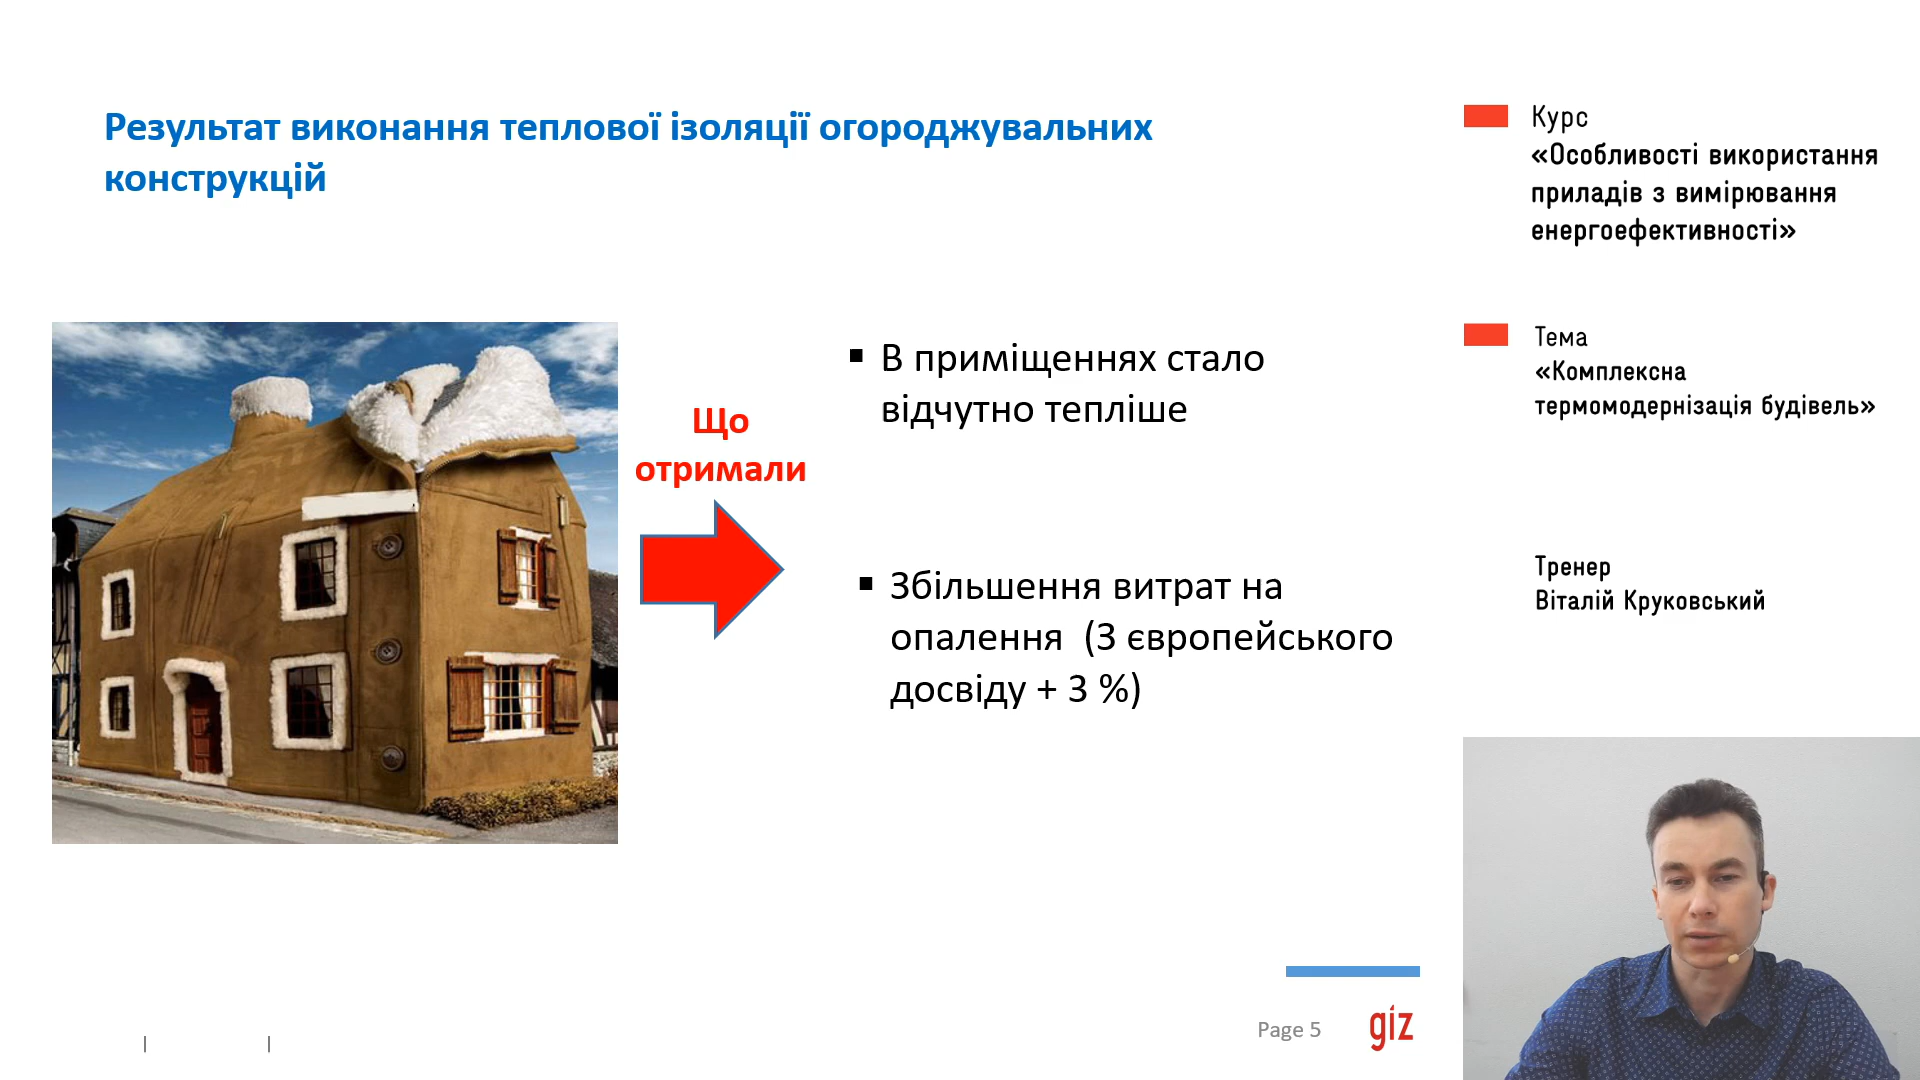 Результат виконання теплової ізоляції огороджувальних
конструкцій
Що
отримали
▪ В приміщеннях стало
відчутно тепліше
▪ Збільшення витрат на
опалення (З європейського
досвіду + 3 %)
Курс
«Особливості використання
приладів з вимірювання
енергоефективності»
Тема
«Комплексна
термомодернізація будівель»
Тренер
Віталій Круковський
Page 5
giz